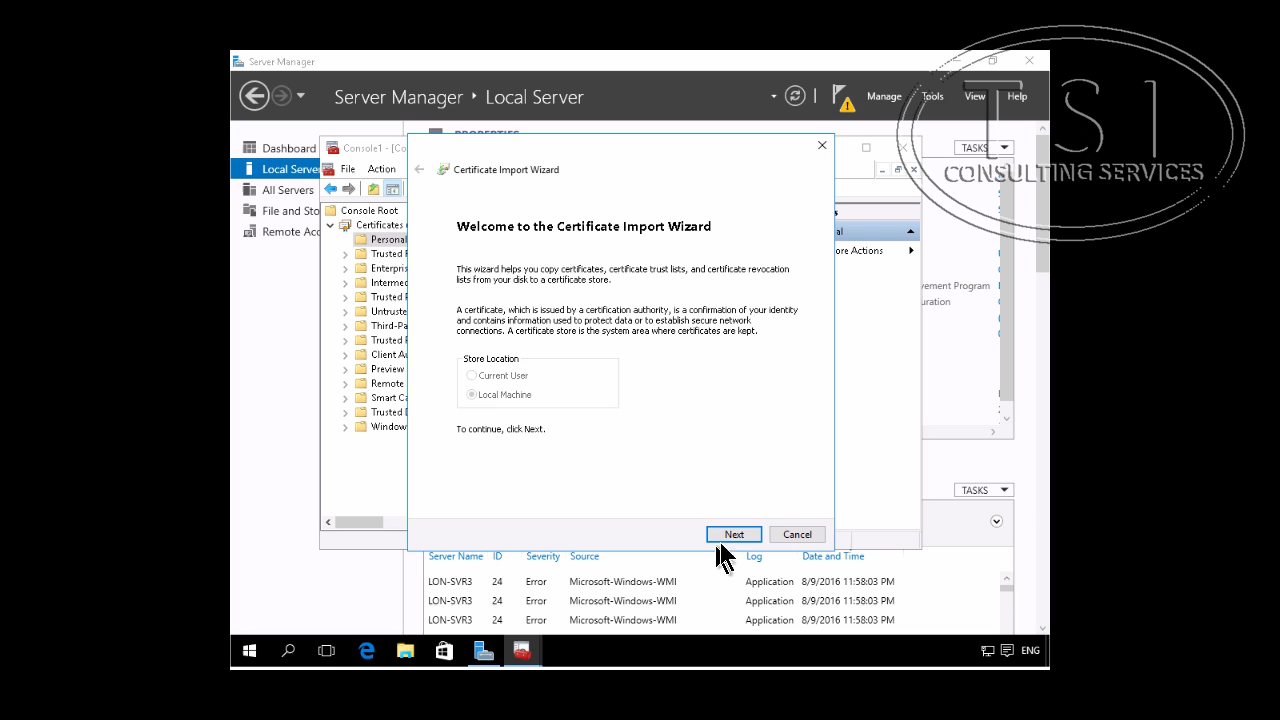 Server Manager
Server Manager • Local Server
Manage Tools View Help
TSI
CONSULTING SERVICES
Dashboard
Local Serve
All Servers
File and Sto
Remote Acc
PROPERTIES
TASKS
Console1 - [Co
File Action
Console Root
Certificates
Personal
Trusted R
Enterpris
Intermed
Trusted P
Untruste
Third-Pa
Trusted P
Client Au
Preview
Remote
Smart Ca
Trusted D
Window
s
al
ore Actions
vement Program
uration
Certificate Import Wizard
Welcome to the Certificate Import Wizard
This wizard helps you copy certificates, certificate trust lists, and certificate revocation
lists from your disk to a certificate store.
A certificate, which is issued by a certification authority, is a confirmation of your identity
and contains information used to protect data or to establish secure network
connections. A certificate store is the system area where certificates are kept.
Store Location
Current User
Local Machine
To continue, click Next.
Next Cancel
TASKS
Server Name ID Severity Source Log Date and Time
LON-SVR3 24 Error Microsoft-Windows-WMI Application 8/9/2016 11:58:03 PM
LON-SVR3 24 Error Microsoft-Windows-WMI Application 8/9/2016 11:58:03 PM
LON-SVR3 24 Error Microsoft-Windows-WMI Application 8/9/2016 11:58:03 PM
ENG